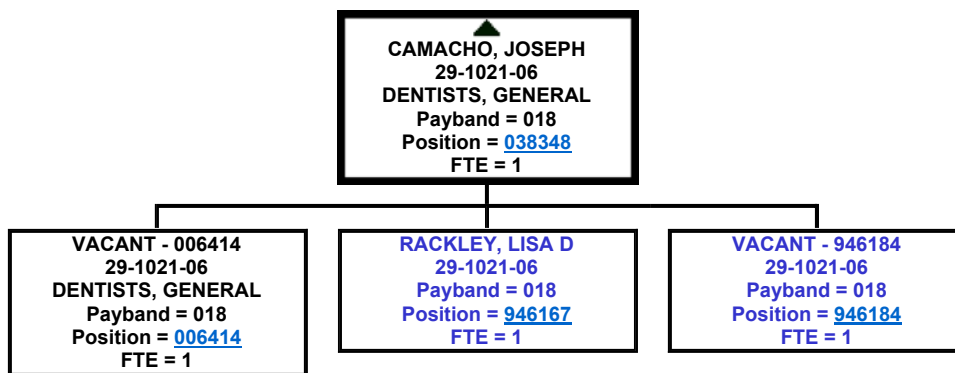 CAMACHO, JOSEPH
29-1021-06
DENTISTS, GENERAL
Payband = 018
Position = 038348
FTE = 1
VACANT - 006414
29-1021-06
DENTISTS, GENERAL
Payband = 018
Position = 006414
FTE = 1
RACKLEY, LISA D
29-1021-06
Payband = 018
Position = 946167
FTE = 1
VACANT - 946184
29-1021-06
Payband = 018
Position = 946184
FTE = 1